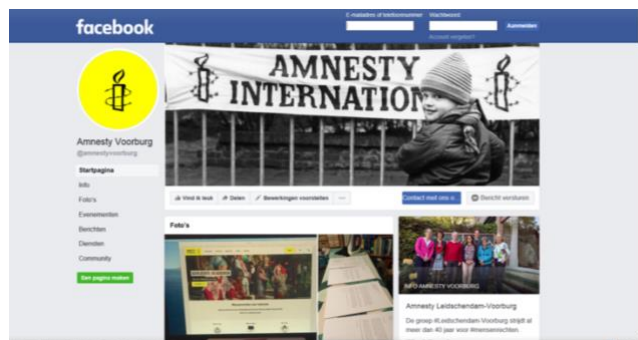 facebook
E-mailadres of telefoonnummer Wachtwoord
Aanmelden
Account vergeten?
AMNESTY
INTERNATION
Amnesty Voorburg
@amnestyvoorburg
Startpagina
Info
Foto's
Evenementen
Berichten
Diensten
Community
Een pagina maken
Vind ik leuk
Delen
Bewerkingen voorstellen
Contact met ons o...
Bericht versturen
Foto's
INFO AMNESTY VOORBURG
Amnesty Leidschendam-Voorburg
De groep #Leidschendam-Voorburg strijdt al
meer dan 40 jaar voor #mensenrechten.